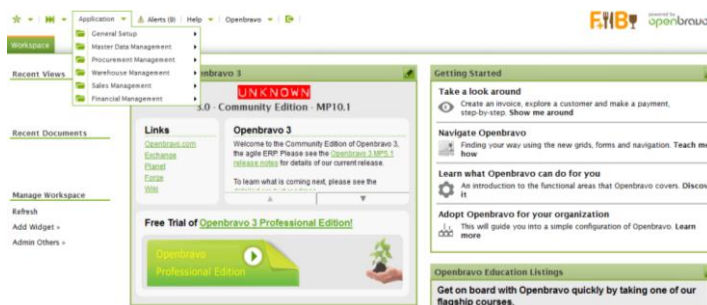 Application Alerts (0) Help Openbravo
F&B powered by openbravo
Workspace
General Setup
Master Data Management
Procurement Management
Warehouse Management
Sales Management
Financial Management
Recent Views
Recent Documents
Manage Workspace
Refresh
Add Widget »
Admin Others »
nbravo 3
UNKNOWN
3.0 - Community Edition - MP10.1
Links
Openbravo.com
Exchange
Planet
Forge
Wiki
Openbravo 3
Welcome to the Community Edition of Openbravo 3,
the agile ERP. Please see the Openbravo 3 MP5.1
release notes for details of our current release.
To learn what is coming next, please see the
Free Trial of Openbravo 3 Professional Edition!
Openbravo
Professional Edition
Getting Started
Take a look around
Create an invoice, explore a customer and make a payment,
step-by-step. Show me around
Navigate Openbravo
Finding your way using the new grids, forms and navigation. Teach me
how
Learn what Openbravo can do for you
An introduction to the functional areas that Openbravo covers. Discov
it
Adopt Openbravo for your organization
This will guide you into a simple configuration of Openbravo. Learn
more
Openbravo Education Listings
Get on board with Openbravo quickly by taking one of our
flagship courses.